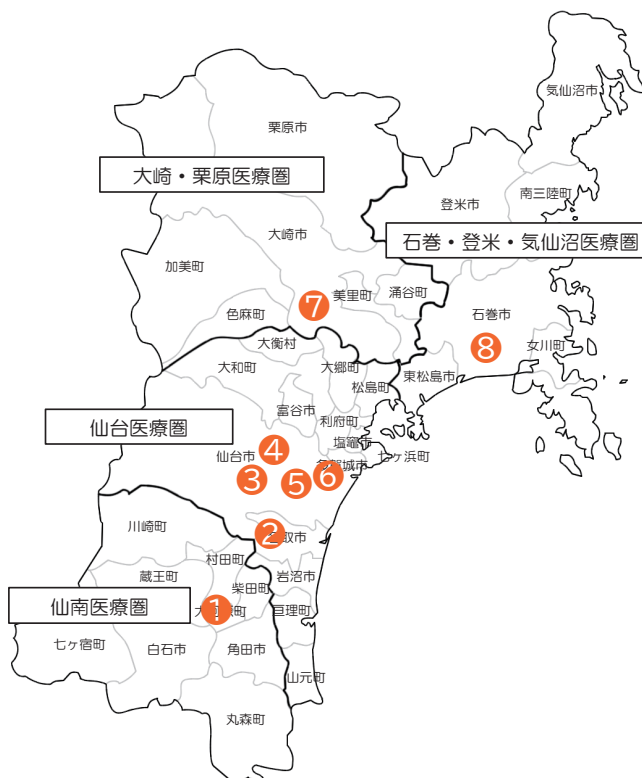 気仙沼市
栗原市
大崎・栗原医療圏
登米市
南三陸町
大崎市
石巻・登米・気仙沼医療圏
加美町
美里町
涌谷町
7
色麻町
石巻市
8
女川町
大衡村
大和町
大郷町
松島町
東松島市
富谷市
利府町
仙台医療圏
塩竈市
仙台市
4
七ヶ浜町
3
5
6
川崎町
2
村田町
岩沼市
蔵王町
柴田町
仙南医療圏
1
亘理町
七ヶ宿町
白石市
角田市
山元町
丸森町